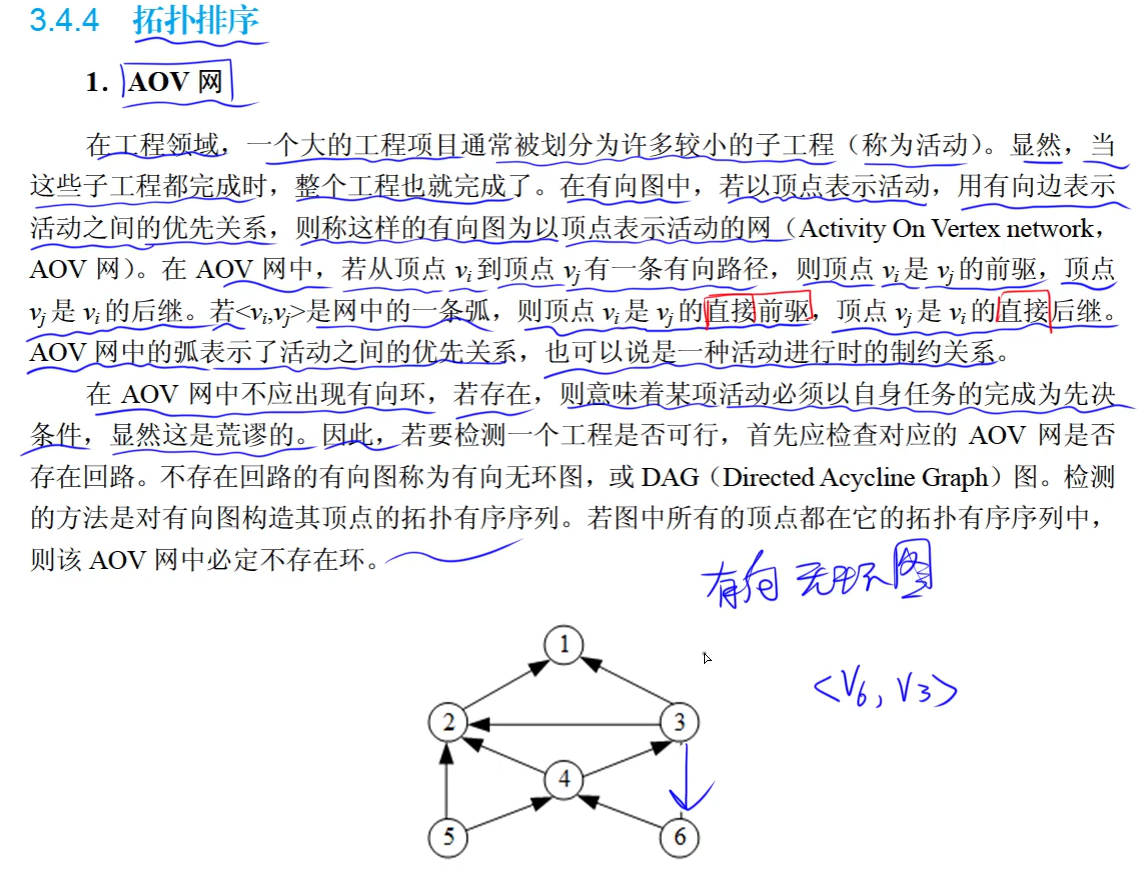 3.4.4 拓扑排序
1. AOV 网
在工程领域，一个大的工程项目通常被划分为许多较小的子工程（称为活动）。显然，当
这些子工程都完成时，整个工程也就完成了。在有向图中，若以顶点表示活动，用有向边表示
活动之间的优先关系，则称这样的有向图为以顶点表示活动的网（Activity On Vertex network，
AOV 网）。在 AOV 网中，若从顶点 vi 到顶点 vj 有一条有向路径，则顶点 vi 是 vj 的前驱，顶点
vj 是 vi 的后继。若<vi,vj>是网中的一条弧，则顶点 vi 是 vj 的直接前驱，顶点 vj 是 vi 的直接后继。
AOV 网中的弧表示了活动之间的优先关系，也可以说是一种活动进行时的制约关系。
在 AOV 网中不应出现有向环，若存在，则意味着某项活动必须以自身任务的完成为先决
条件，显然这是荒谬的。因此，若要检测一个工程是否可行，首先应检查对应的 AOV 网是否
存在回路。不存在回路的有向图称为有向无环图，或 DAG（Directed Acycline Graph）图。检测
的方法是对有向图构造其顶点的拓扑有序序列。若图中所有的顶点都在它的拓扑有序序列中，
则该 AOV 网中必定不存在环。
有向无环图
1
<V6, V3>
2 3
4
5 6